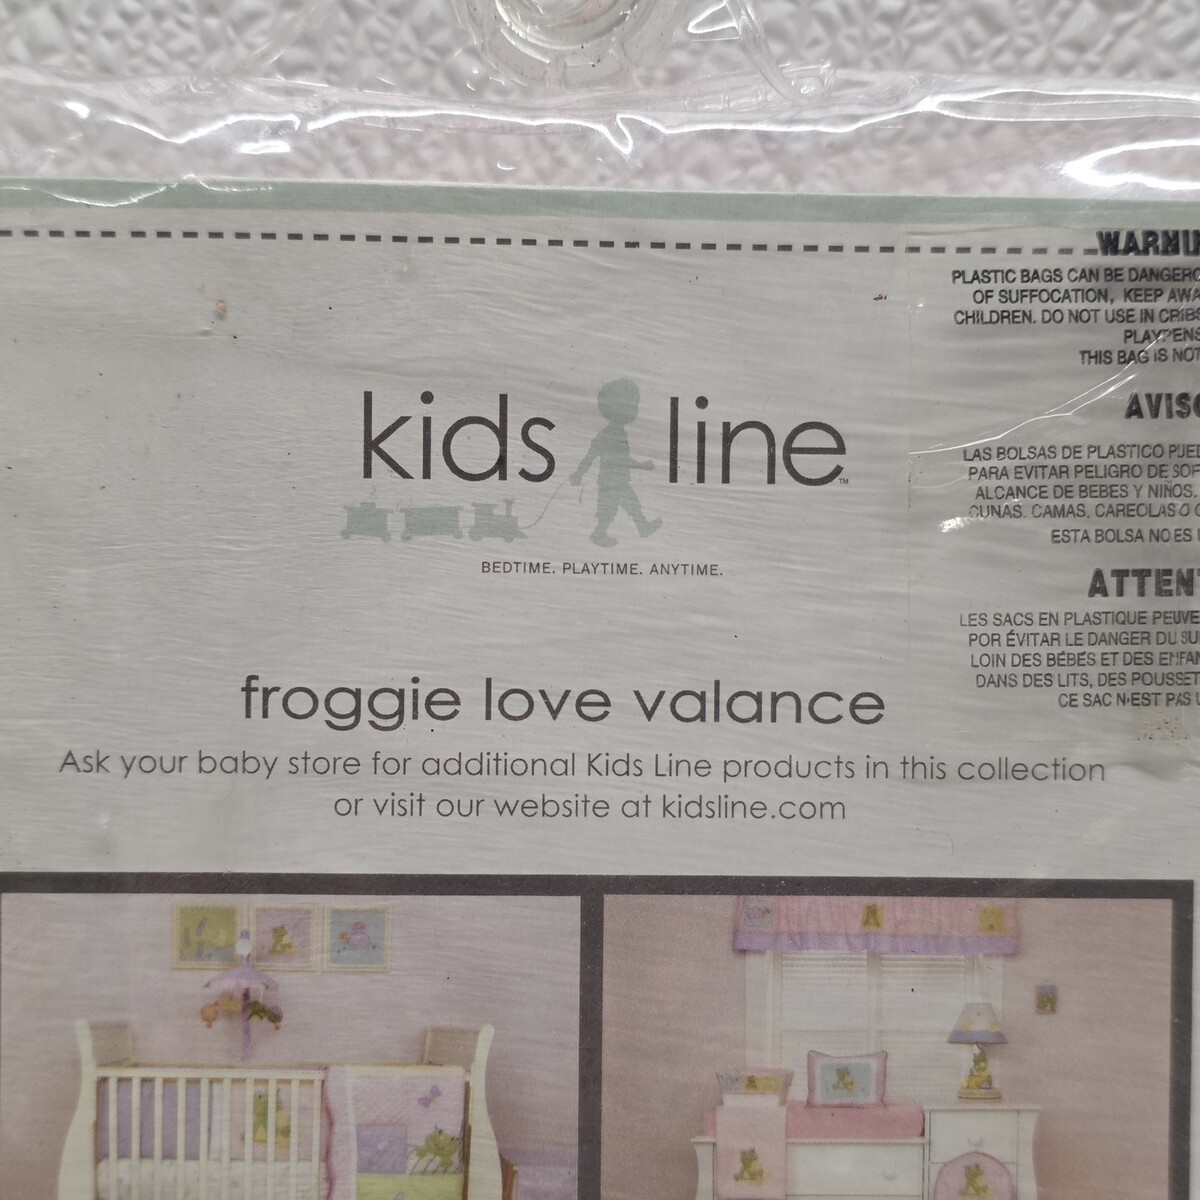 WARNIN
PLASTIC BAGS CAN BE DANGERO
OF SUFFOCATION, KEEP AWA
CHILDREN. DO NOT USE IN CRIBS
PLAYPENS
THIS BAG IS NOT
AVISO
LAS BOLSAS DE PLASTICO PUED
PARA EVITAR PELIGRO DE SOF
ALCANCE DE BEBES Y NIÑOS.
CUNAS. CAMAS, CAREOLAS O C
ESTA BOLSA NO ES
ATTENT
LES SACS EN PLASTIQUE PEUVE
POR ÉVITAR LE DANGER DU SU
LOIN DES BÉBÉS ET DES ENFAN
DANS DES LITS, DES POUSSET
CE SAC N'EST PAS U
kids line™
BEDTIME. PLAYTIME. ANYTIME.
froggie love valance
Ask your baby store for additional Kids Line products in this collection
or visit our website at kidsline.com